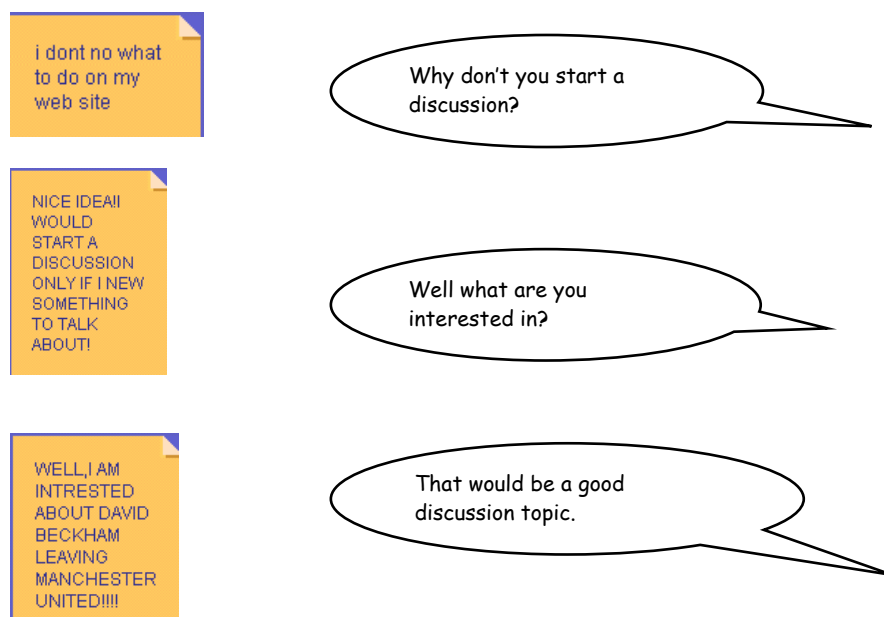 i dont no what
to do on my
web site
Why don't you start a
discussion?
NICE IDEA!I
WOULD
START A
DISCUSSION
ONLY IF I NEW
SOMETHING
TO TALK
ABOUT!
Well what are you
interested in?
WELL,I AM
INTRESTED
ABOUT DAVID
BECKHAM
LEAVING
MANCHESTER
UNITED!!!!
That would be a good
discussion topic.